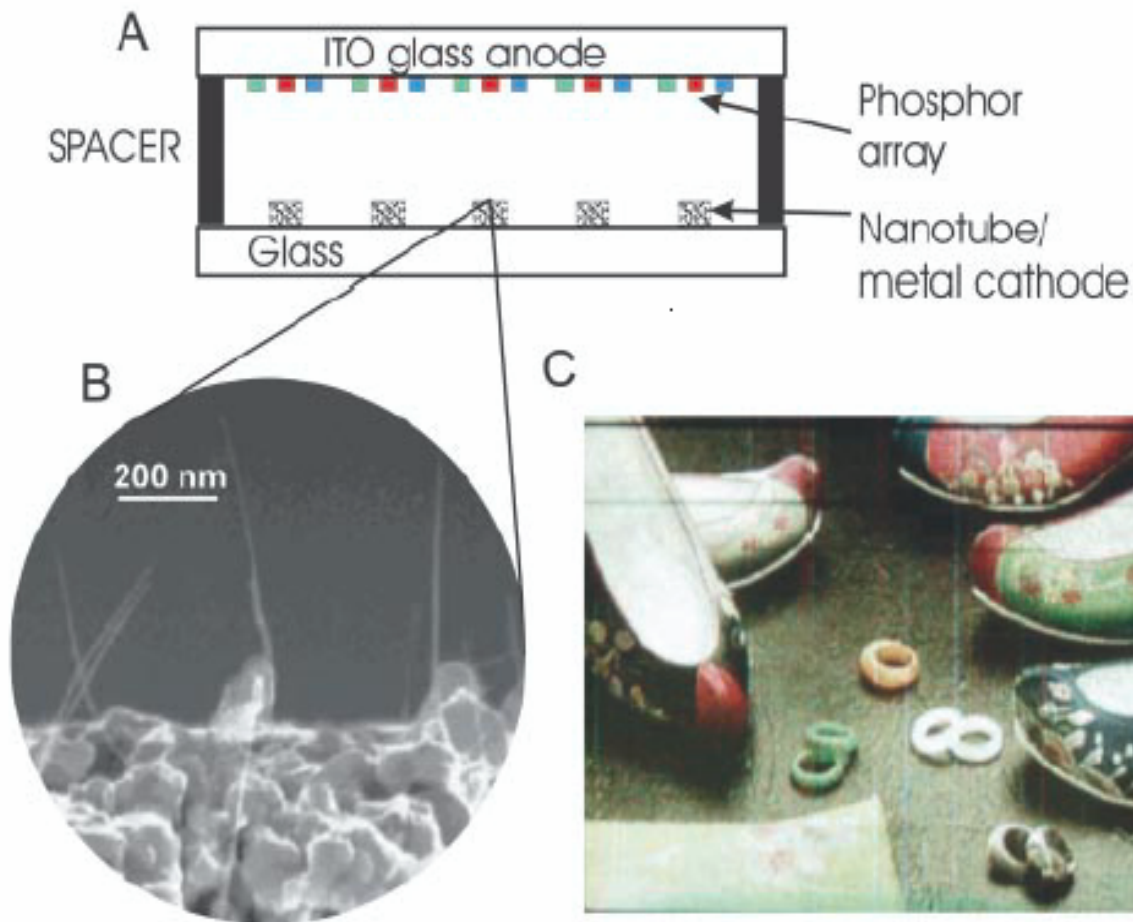 A
ITO glass anode
SPACER
Phosphor
array
Nanotube/
metal cathode
Glass
B
200 nm
C